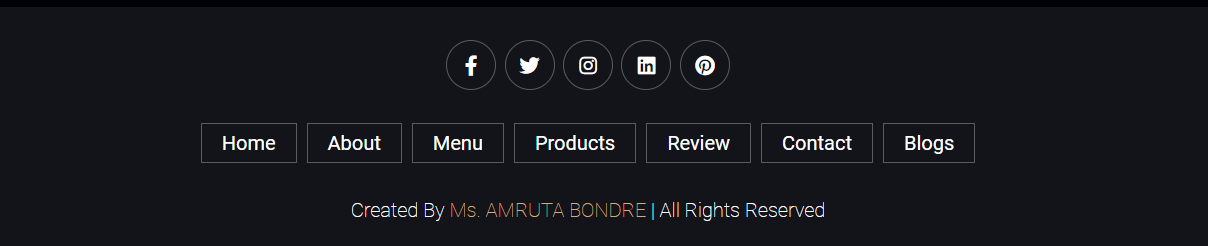 Home About Menu Products Review Contact Blogs
Created By Ms. AMRUTA BONDRE | All Rights Reserved